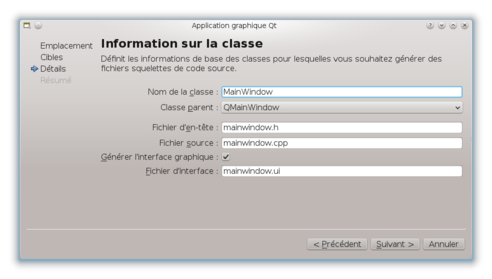 Application graphique Qt
Emplacement
Cibles
Détails
Résumé
Information sur la classe
Définit les informations de base des classes pour lesquelles vous souhaitez générer des
fichiers squelettes de code source.
Nom de la classe : MainWindow
Classe parent : QMainWindow
Fichier d'en-tête : mainwindow.h
Fichier source : mainwindow.cpp
Générer l'interface graphique :
Fichier d'interface : mainwindow.ui
< Précédent Suivant > Annuler